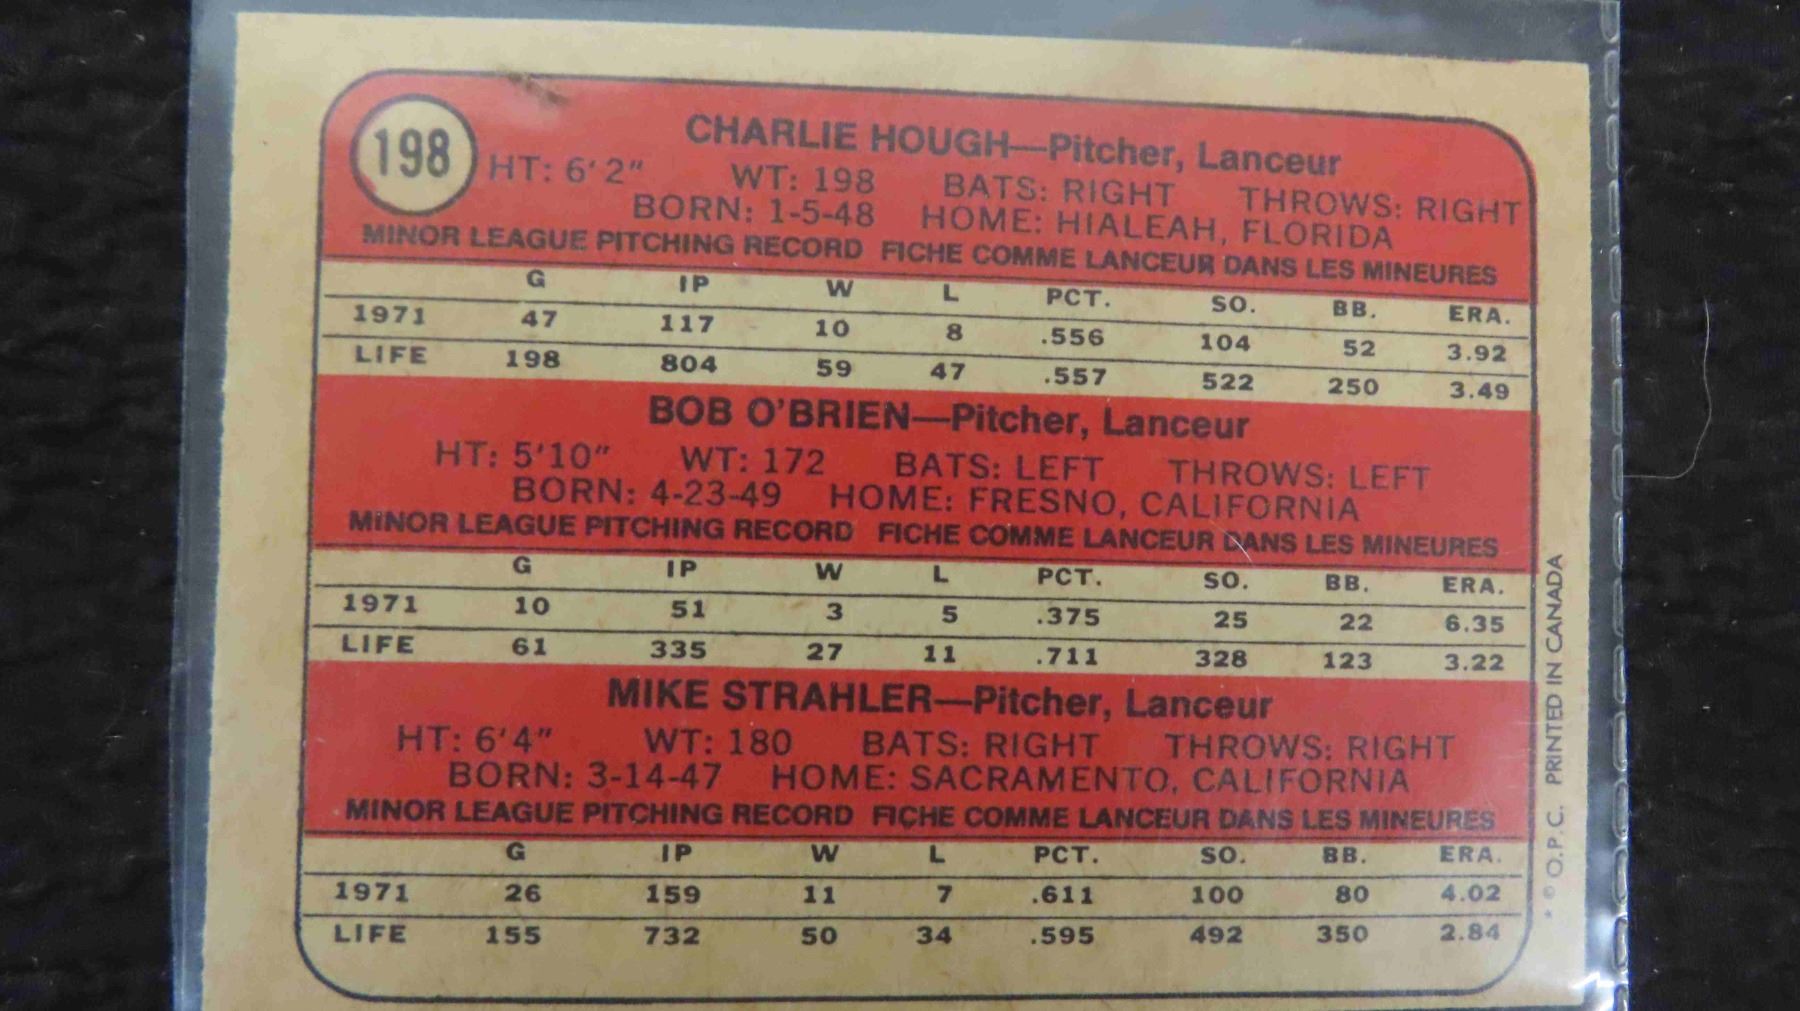 198
CHARLIE HOUGH—Pitcher, Lanceur
HT: 6'2" WT: 198 BATS: RIGHT THROWS: RIGHT
BORN: 1-5-48 HOME: HIALEAH, FLORIDA
MINOR LEAGUE PITCHING RECORD FICHE COMME LANCEUR DANS LES MINEURES
G IP W L PCT. SO. BB. ERA.
1971 47 117 10 8 .556 104 52 3.92
LIFE 198 804 59 47 .557 522 250 3.49
BOB O'BRIEN—Pitcher, Lanceur
HT: 5'10" WT: 172 BATS: LEFT THROWS: LEFT
BORN: 4-23-49 HOME: FRESNO, CALIFORNIA
MINOR LEAGUE PITCHING RECORD FICHE COMME LANCEUR DANS LES MINEURES
G IP W L PCT. SO. BB. ERA.
1971 10 51 3 5 .375 25 22 6.35
LIFE 61 335 27 11 .711 328 123 3.22
MIKE STRAHLER—Pitcher, Lanceur
HT: 6'4" WT: 180 BATS: RIGHT THROWS: RIGHT
BORN: 3-14-47 HOME: SACRAMENTO, CALIFORNIA
MINOR LEAGUE PITCHING RECORD FICHE COMME LANCEUR DANS LES MINEURES
G IP W L PCT. SO. BB. ERA.
1971 26 159 11 7 .611 100 80 4.02
LIFE 155 732 50 34 .595 492 350 2.84
* © O.P.C. PRINTED IN CANADA